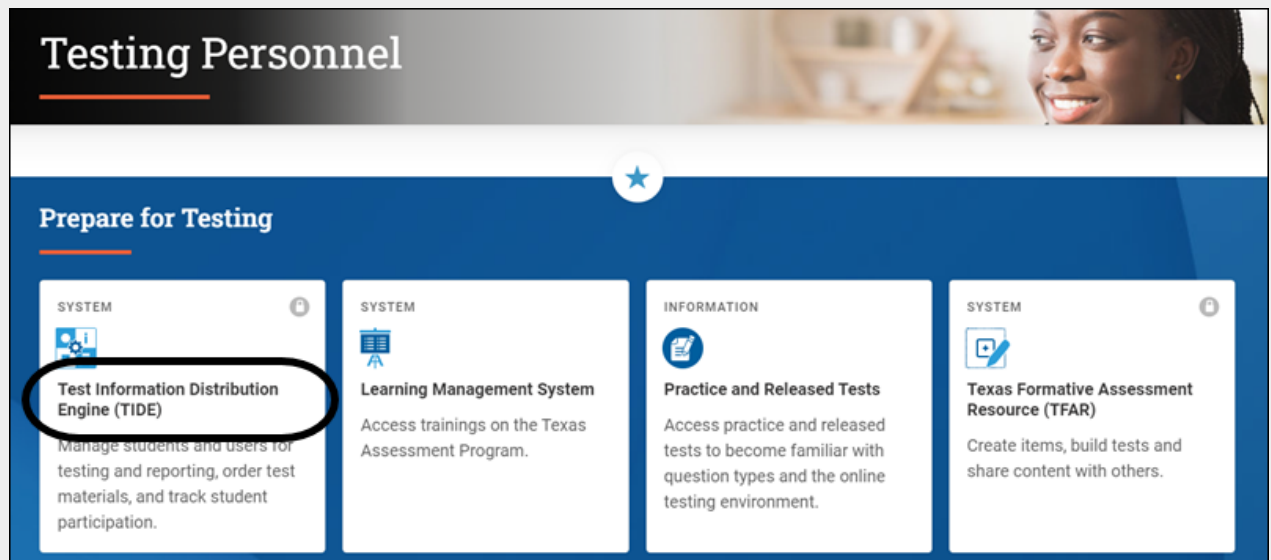 Testing Personnel
Prepare for Testing
SYSTEM
Test Information Distribution
Engine (TIDE)
Manage students and users for
testing and reporting, order test
materials, and track student
participation.
SYSTEM
Learning Management System
Access trainings on the Texas
Assessment Program.
INFORMATION
Practice and Released Tests
Access practice and released
tests to become familiar with
question types and the online
testing environment.
SYSTEM
Texas Formative Assessment
Resource (TFAR)
Create items, build tests and
share content with others.